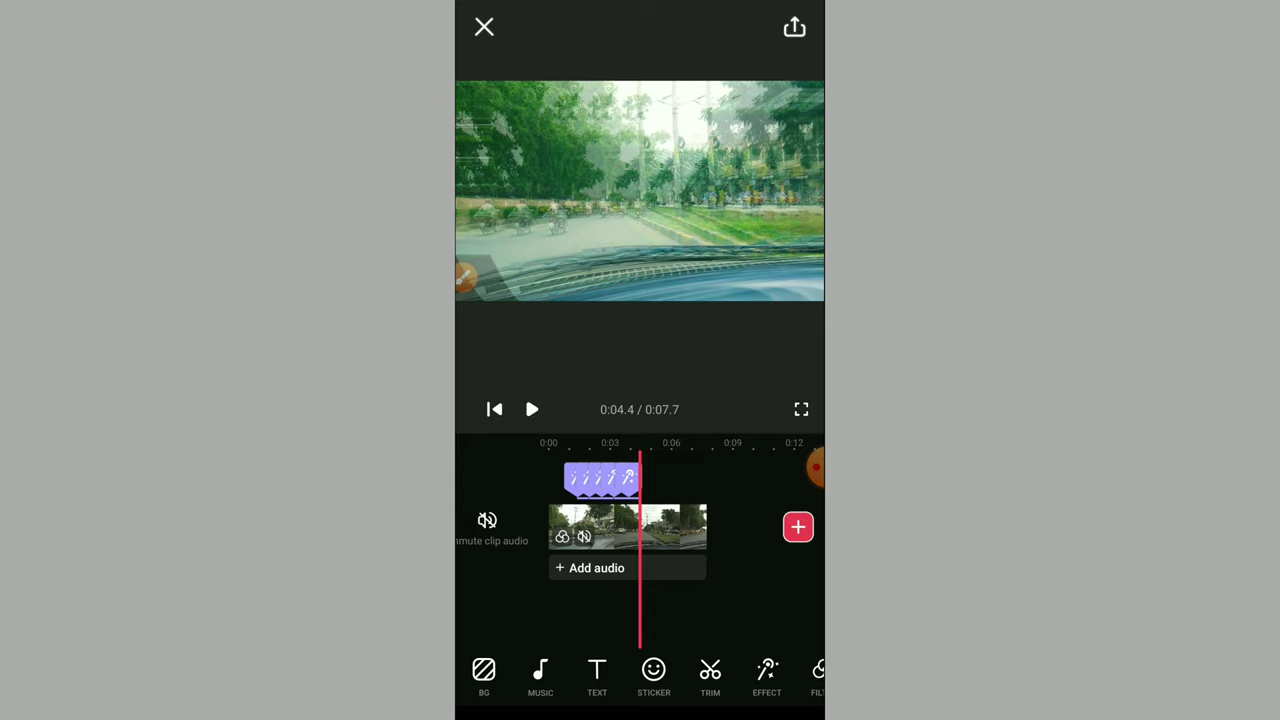 0:04.4 / 0:07.7
0:00 0:03 0:06 0:09 0:12
mute clip audio
+ Add audio
BG MUSIC TEXT STICKER TRIM EFFECT FILT